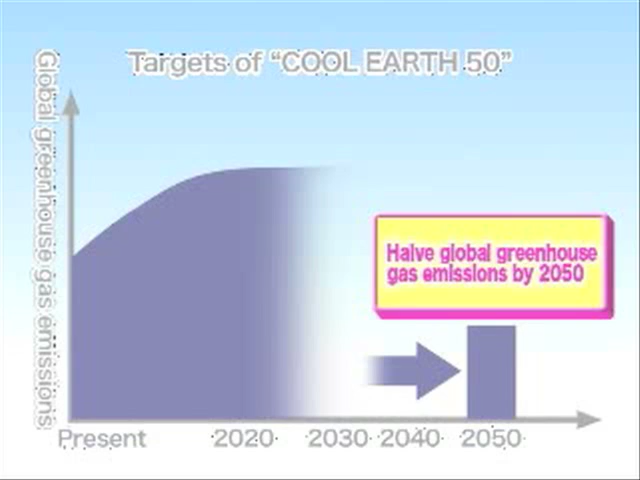 Targets of “COOL EARTH 50”
Global greenhouse gas emissions
Halve global greenhouse
gas emissions by 2050
Present 2020 2030 2040 2050